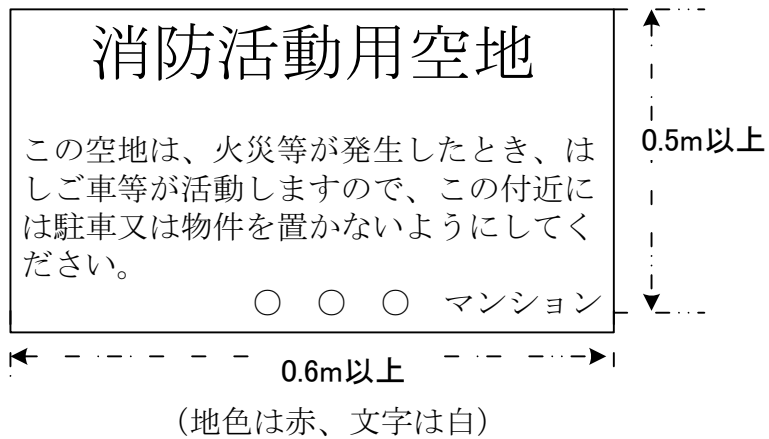 消防活動用空地
この空地は、火災等が発生したとき、は
しご車等が活動しますので、この付近に
は駐車又は物件を置かないようにしてく
ださい。
○ ○ ○ マンション
0.5m以上
0.6m以上
（地色は赤、文字は白）